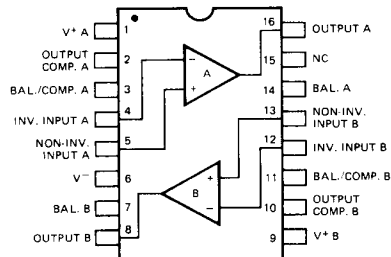 V+ A
1
OUTPUT
COMP. A
2
BAL./COMP. A
3
INV. INPUT A
4
NON-INV.
INPUT A
5
V−
6
BAL. B
7
OUTPUT B
8
−
A
+
+
B
−
16
OUTPUT A
15
NC
14
BAL. A
13
NON-INV.
INPUT B
12
INV. INPUT B
11
BAL./COMP. B
10
OUTPUT
COMP. B
9
V+ B